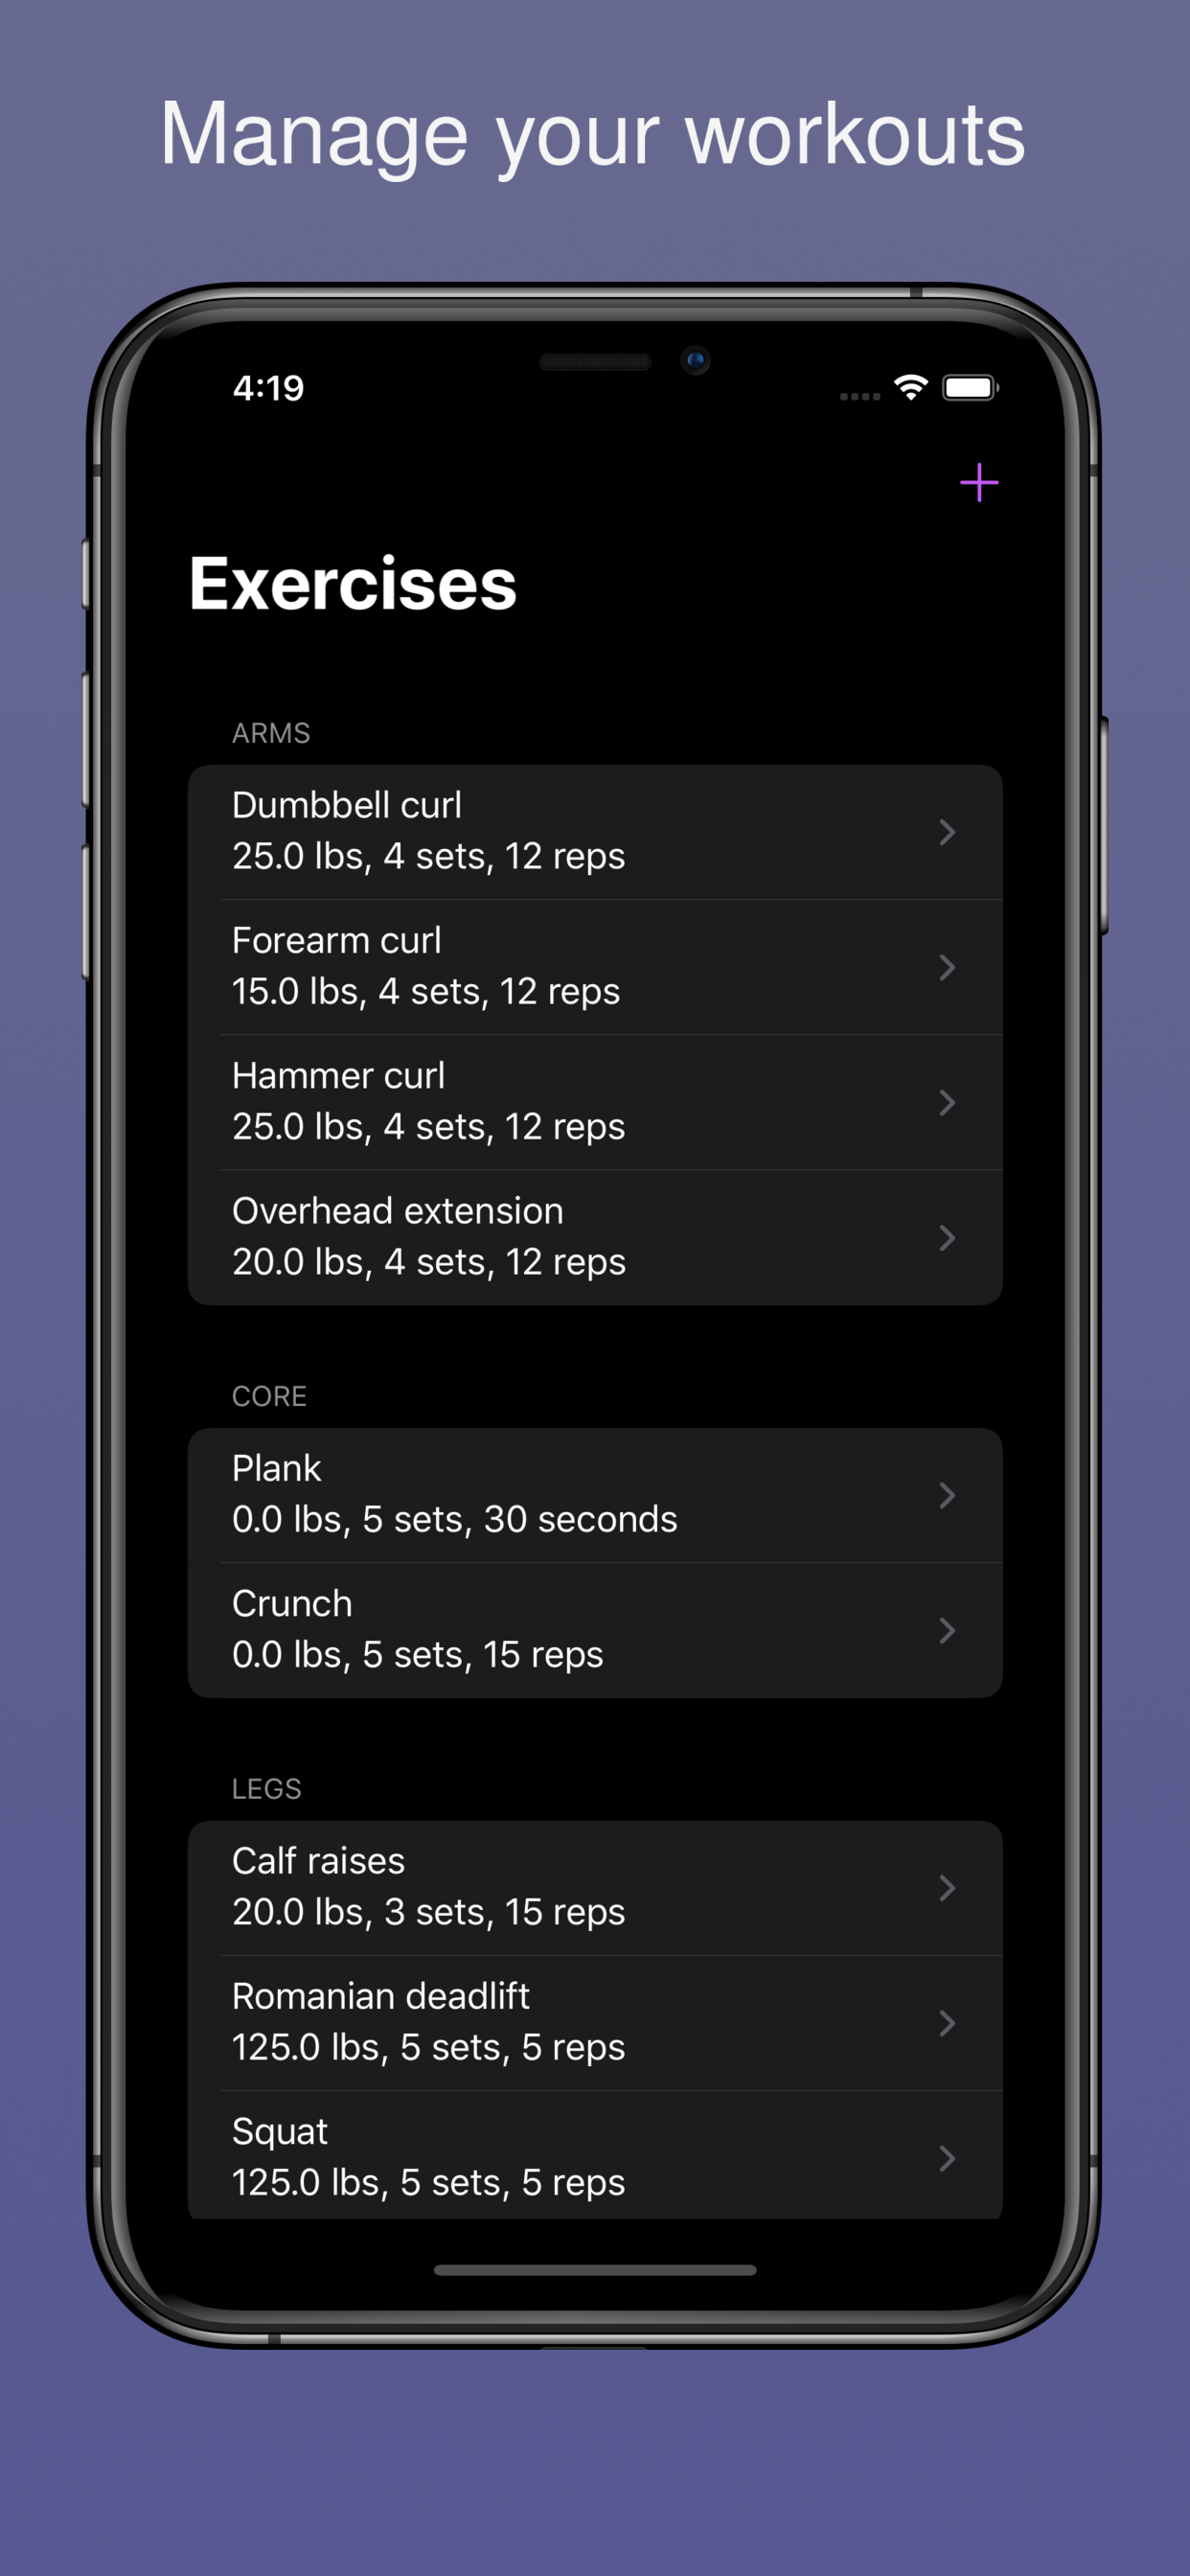 Manage your workouts
4:19
Exercises
ARMS
Dumbbell curl
25.0 lbs, 4 sets, 12 reps
Forearm curl
15.0 lbs, 4 sets, 12 reps
Hammer curl
25.0 lbs, 4 sets, 12 reps
Overhead extension
20.0 lbs, 4 sets, 12 reps
CORE
Plank
0.0 lbs, 5 sets, 30 seconds
Crunch
0.0 lbs, 5 sets, 15 reps
LEGS
Calf raises
20.0 lbs, 3 sets, 15 reps
Romanian deadlift
125.0 lbs, 5 sets, 5 reps
Squat
125.0 lbs, 5 sets, 5 reps